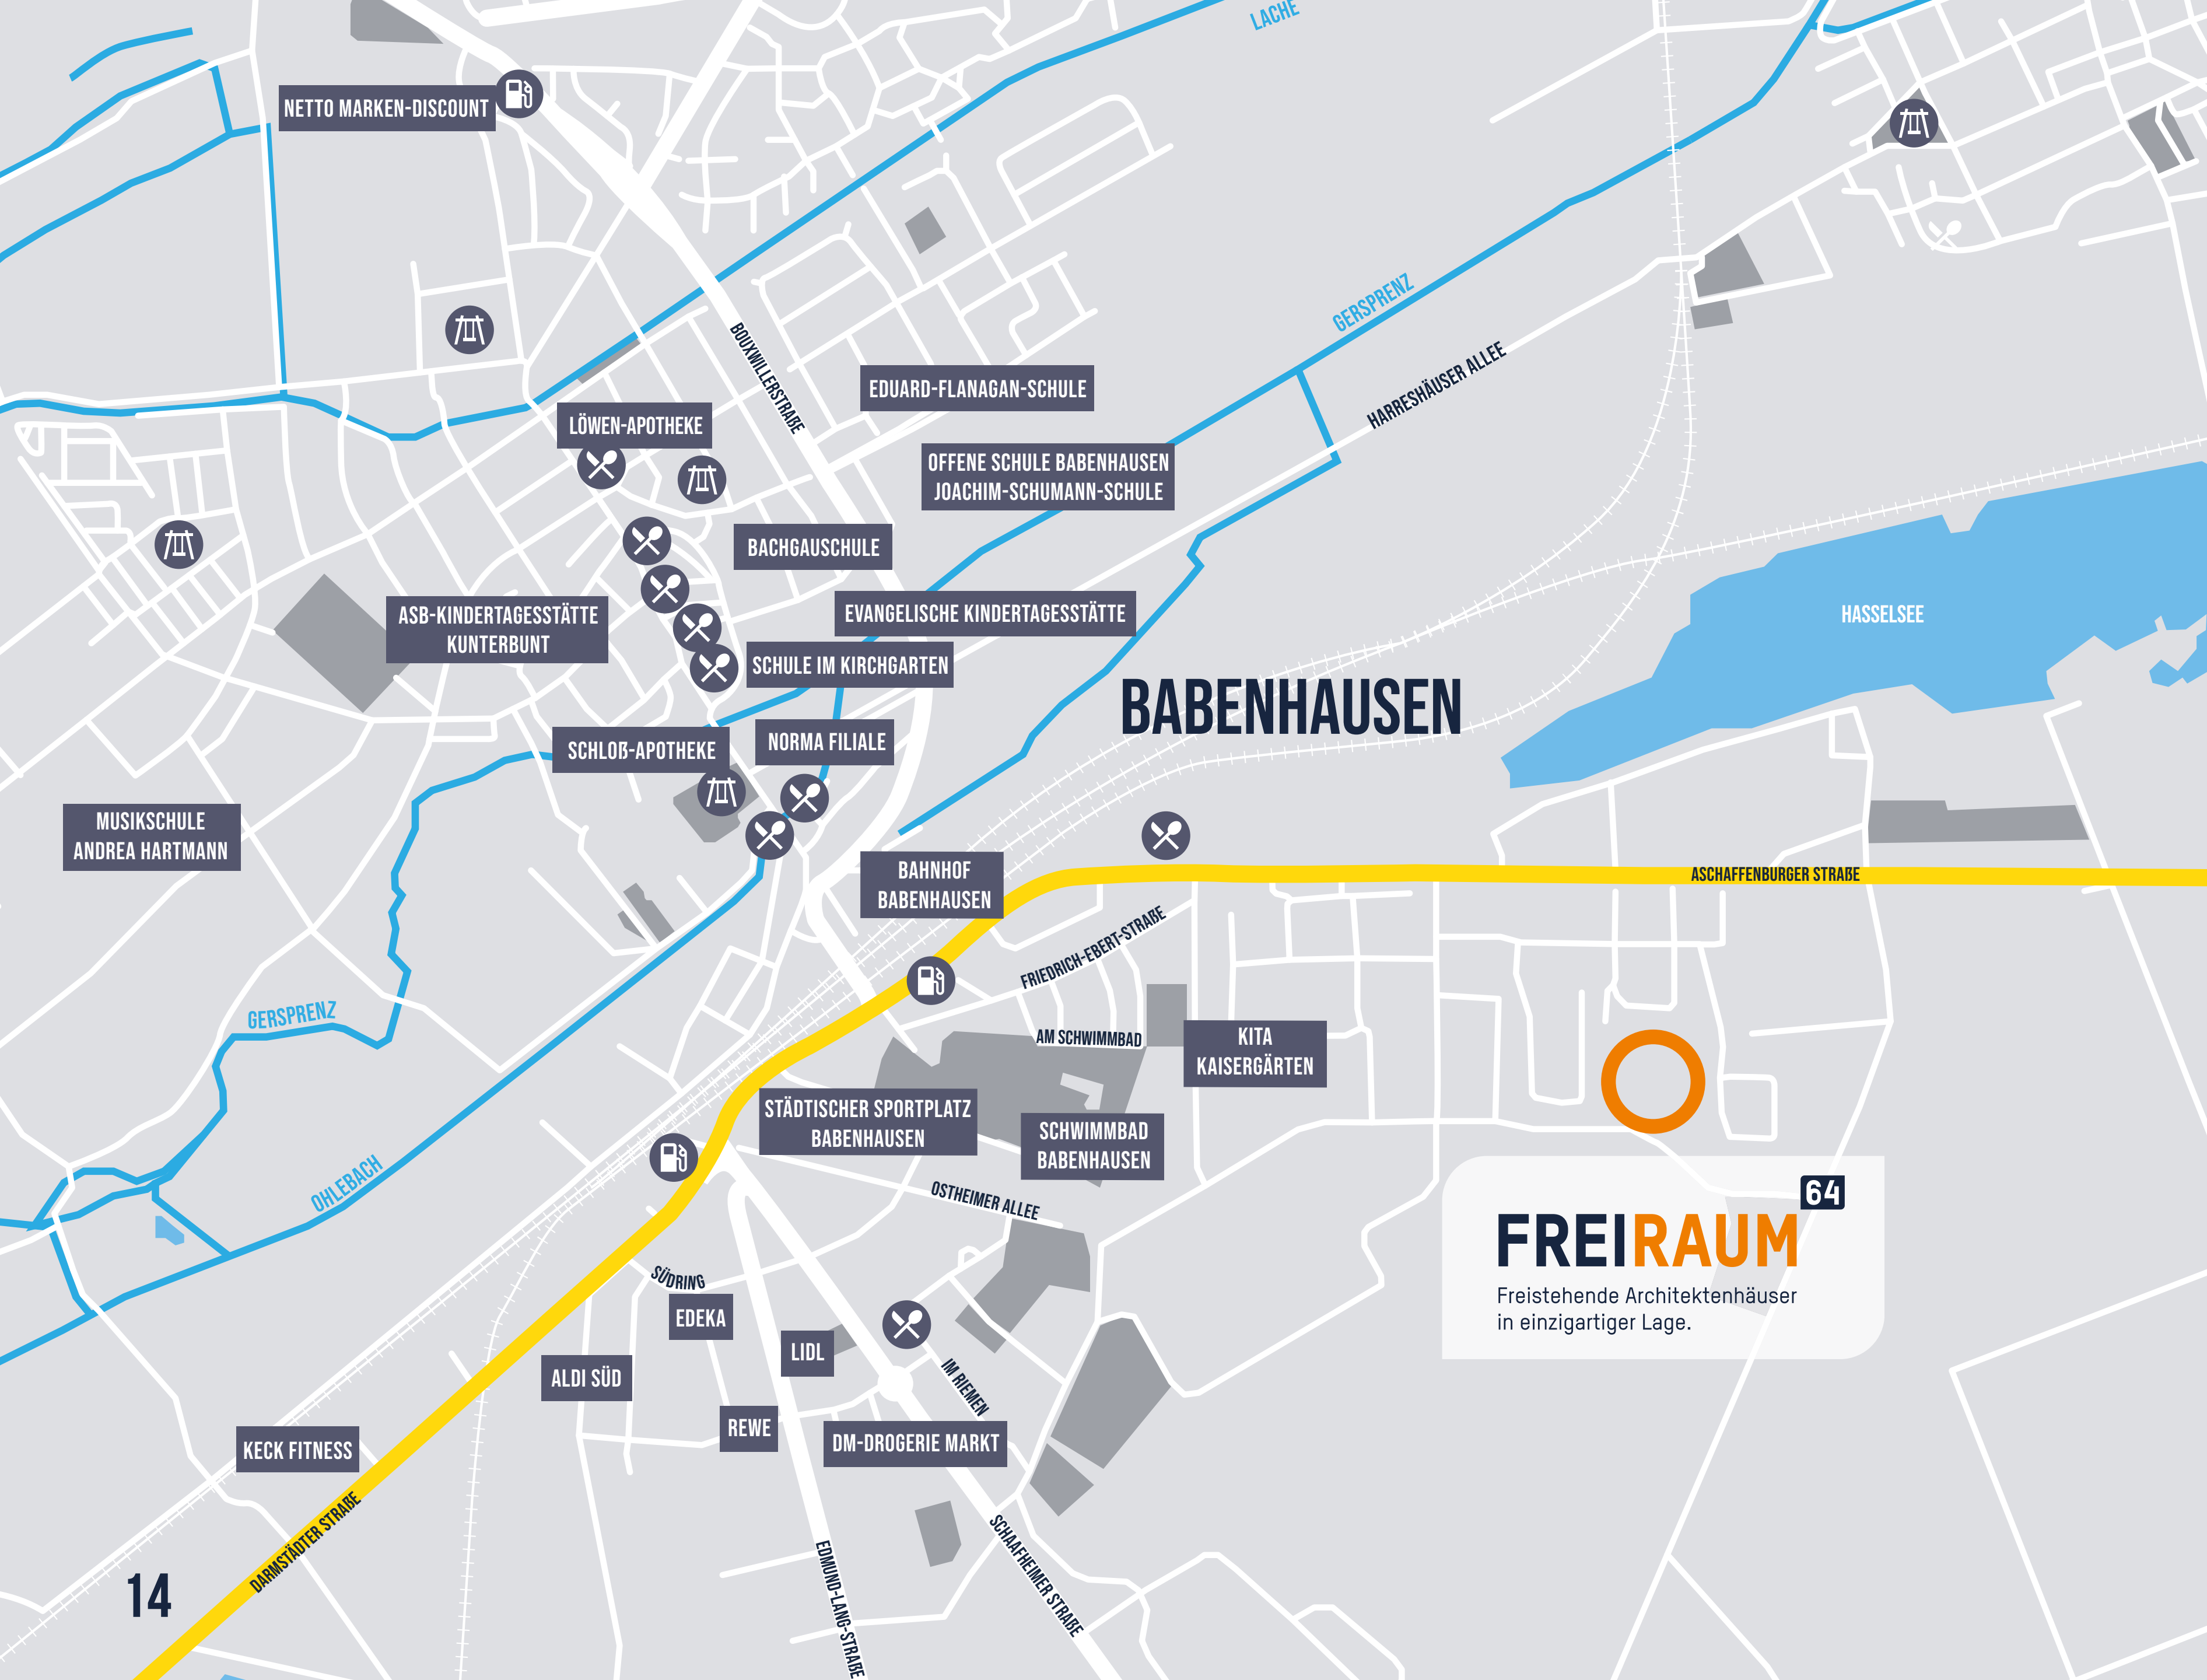 LACHE
NETTO MARKEN-DISCOUNT
GERSPRENZ
BOUXWILLERSTRAßE
HARRESHÄUSER ALLEE
EDUARD-FLANAGAN-SCHULE
LÖWEN-APOTHEKE
OFFENE SCHULE BABENHAUSEN
JOACHIM-SCHUMANN-SCHULE
BACHGAUSCHULE
ASB-KINDERTAGESSTÄTTE
KUNTERBUNT
EVANGELISCHE KINDERTAGESSTÄTTE
HASSELSEE
SCHULE IM KIRCHGARTEN
BABENHAUSEN
SCHLOß-APOTHEKE
NORMA FILIALE
MUSIKSCHULE
ANDREA HARTMANN
BAHNHOF
BABENHAUSEN
ASCHAFFENBURGER STRAßE
FRIEDRICH-EBERT-STRAßE
GERSPRENZ
AM SCHWIMMBAD
KITA
KAISERGÄRTEN
STÄDTISCHER SPORTPLATZ
BABENHAUSEN
SCHWIMMBAD
BABENHAUSEN
OHLEBACH
OSTHEIMER ALLEE
64
FREIRAUM
Freistehende Architektenhäuser
in einzigartiger Lage.
SÜDRING
EDEKA
LIDL
ALDI SÜD
IM RIEMEN
REWE
DM-DROGERIE MARKT
KECK FITNESS
DARMSTÄDTER STRAßE
EDMUND-LANG-STRAßE
SCHAAFHEIMER STRAßE
14